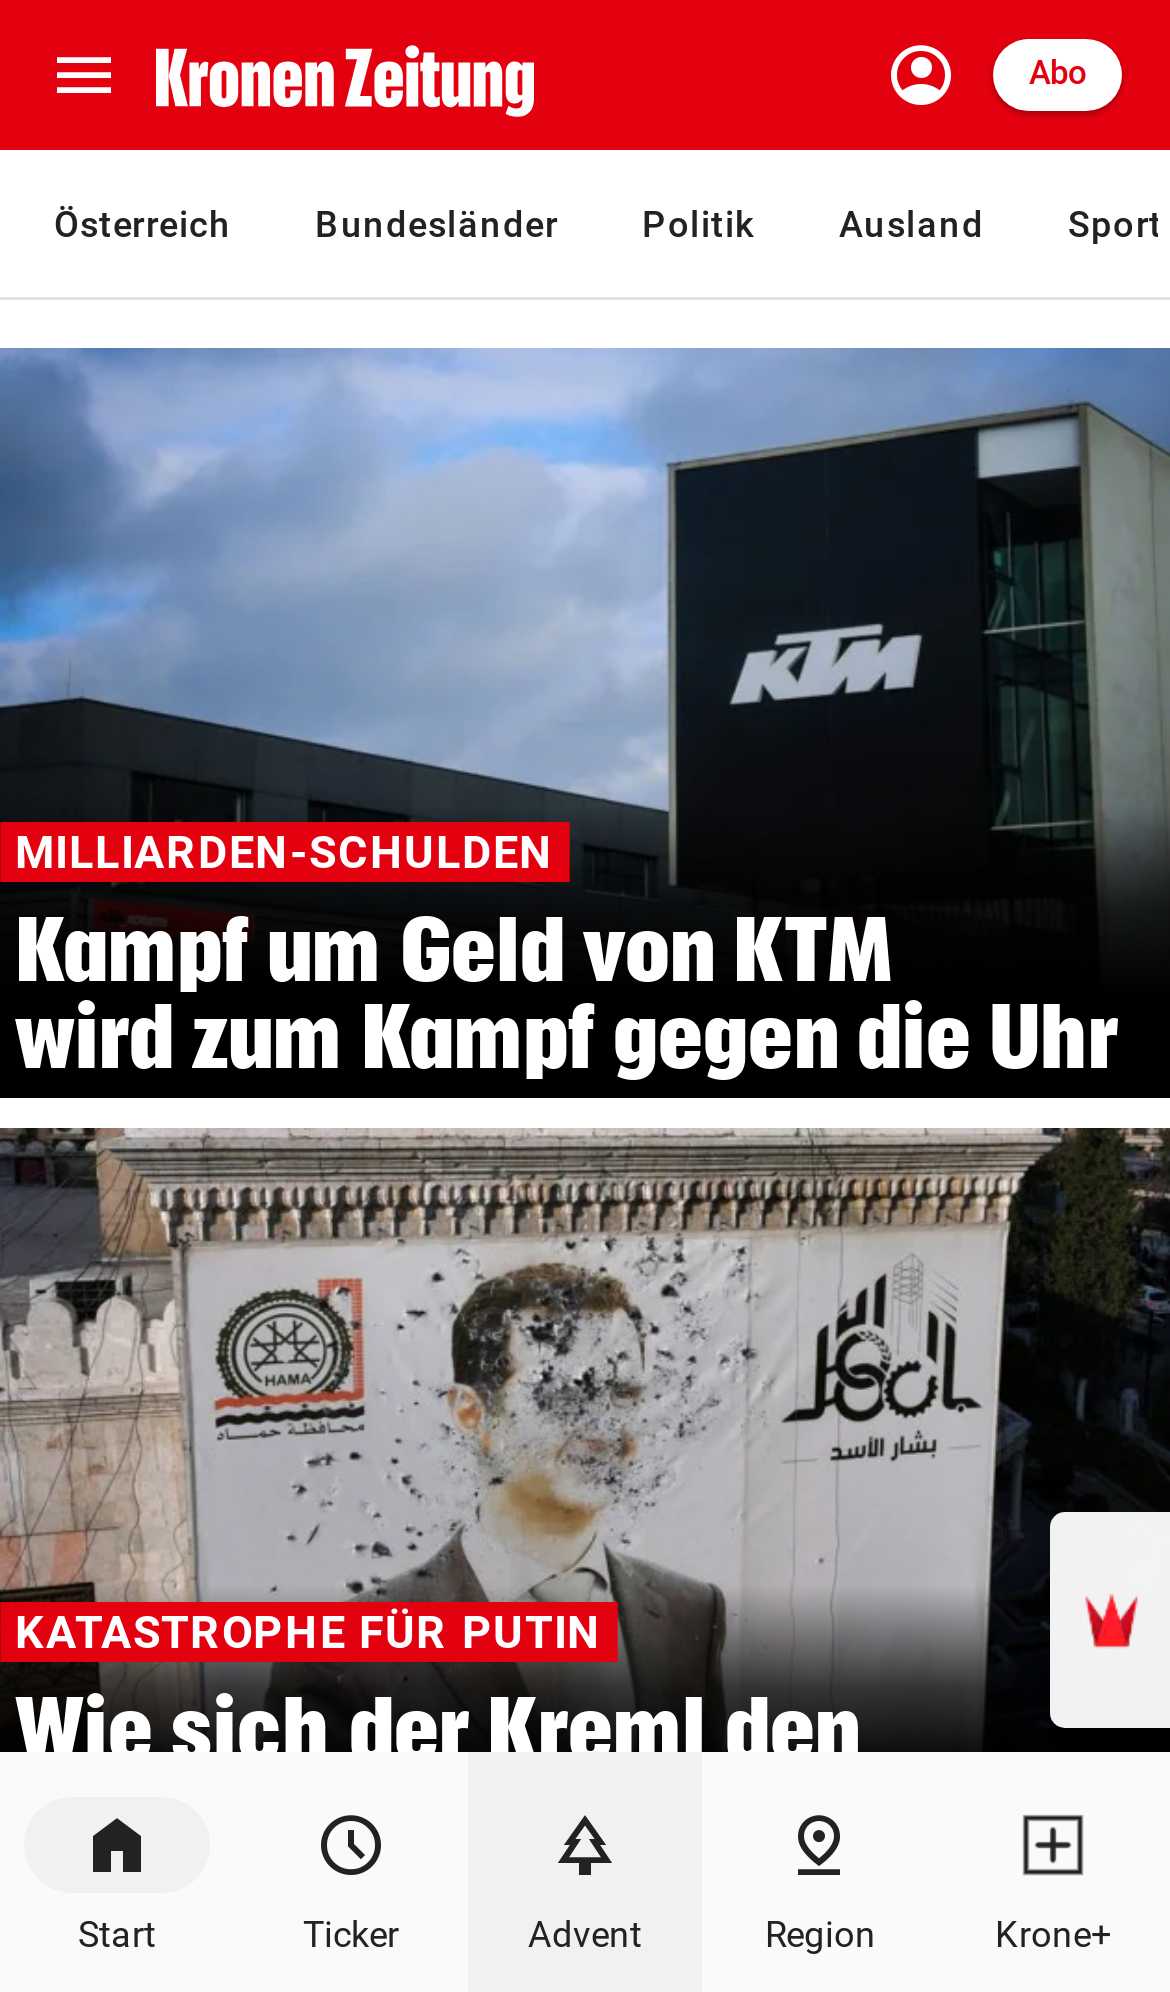 Kronen Zeitung
Abo
Österreich Bundesländer Politik Ausland Sport
KTM
MILLIARDEN-SCHULDEN
Kampf um Geld von KTM
wird zum Kampf gegen die Uhr
HAMA
محافظة حماه
بشار الأسد
KATASTROPHE FÜR PUTIN
Wie sich der Kreml den
Start Ticker Advent Region Krone+